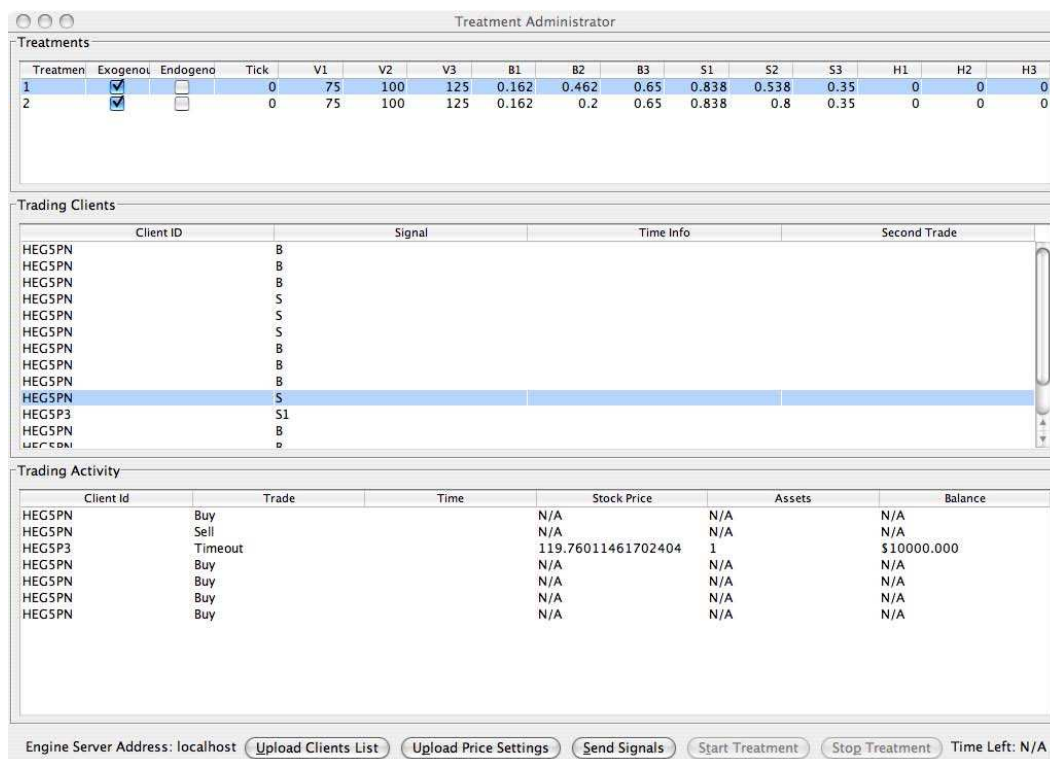 Treatment Administrator
Treatments
Treatmen Exogenou Endogeno Tick V1 V2 V3 B1 B2 B3 S1 S2 S3 H1 H2 H3
1 0 75 100 125 0.162 0.462 0.65 0.838 0.538 0.35 0 0 0
2 0 75 100 125 0.162 0.2 0.65 0.838 0.8 0.35 0 0 0
Trading Clients
Client ID Signal Time Info Second Trade
HEG5PN B
HEG5PN B
HEG5PN B
HEG5PN S
HEG5PN S
HEG5PN S
HEG5PN B
HEG5PN B
HEG5PN B
HEG5PN S
HEG5P3 S1
HEG5PN B
HEG5PN B
Trading Activity
Client Id Trade Time Stock Price Assets Balance
HEG5PN Buy N/A N/A N/A
HEG5PN Sell N/A N/A N/A
HEG5P3 Timeout 119.76011461702404 1 $10000.000
HEG5PN Buy N/A N/A N/A
HEG5PN Buy N/A N/A N/A
HEG5PN Buy N/A N/A N/A
HEG5PN Buy N/A N/A N/A
Engine Server Address: localhost Upload Clients List Upload Price Settings Send Signals Start Treatment Stop Treatment Time Left: N/A